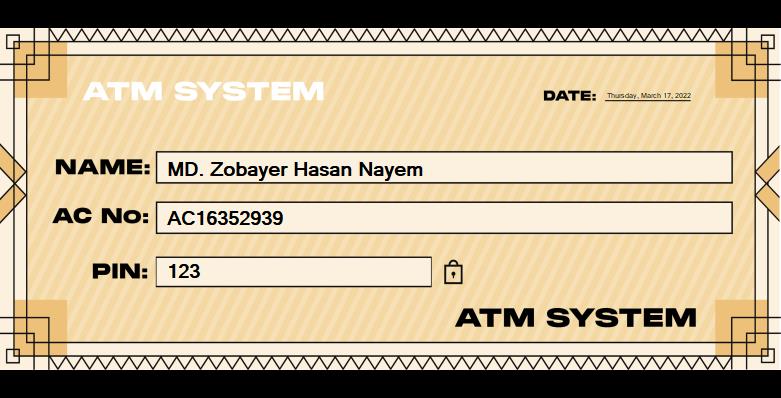 ATM SYSTEM
DATE: Thursday, March 17, 2022
NAME: MD. Zobayer Hasan Nayem
AC No: AC16352939
PIN: 123
ATM SYSTEM